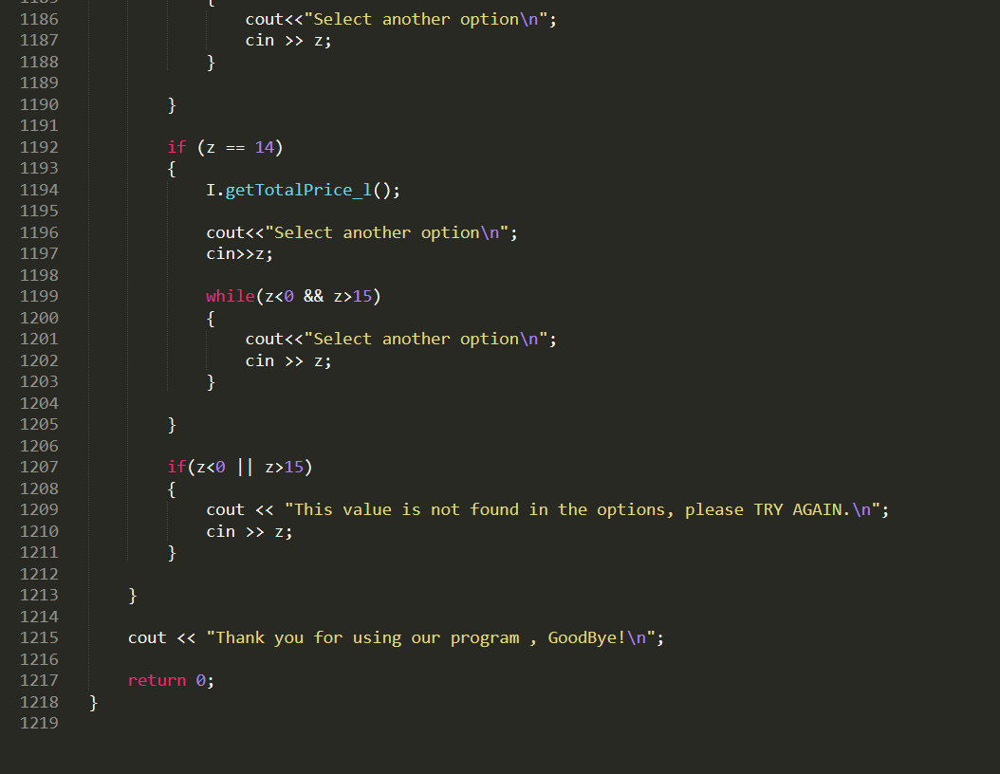 1185 {
1186 cout<<"Select another option\n";
1187 cin >> z;
1188 }
1189
1190 }
1191
1192 if (z == 14)
1193 {
1194 I.getTotalPrice_l();
1195
1196 cout<<"Select another option\n";
1197 cin>>z;
1198
1199 while(z<0 && z>15)
1200 {
1201 cout<<"Select another option\n";
1202 cin >> z;
1203 }
1204
1205 }
1206
1207 if(z<0 || z>15)
1208 {
1209 cout << "This value is not found in the options, please TRY AGAIN.\n";
1210 cin >> z;
1211 }
1212
1213 }
1214
1215 cout << "Thank you for using our program , GoodBye!\n";
1216
1217 return 0;
1218 }
1219